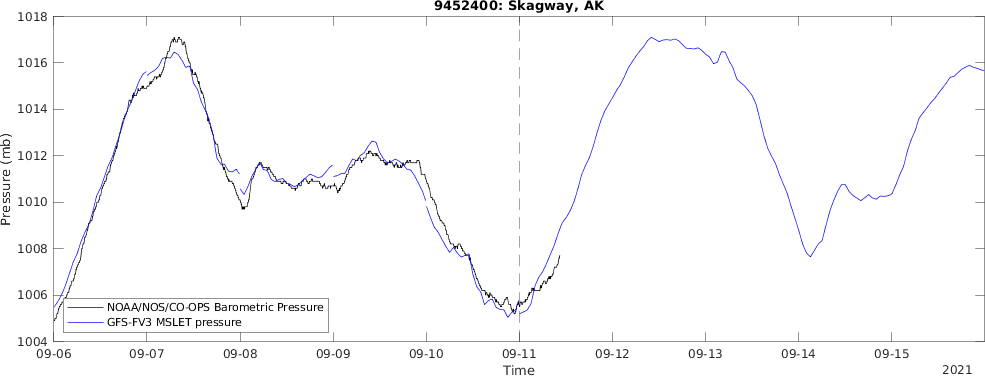 9452400: Skagway, AK
1018
1016
1014
1012
1010
1008
1006
1004
Pressure (mb)
NOAA/NOS/CO-OPS Barometric Pressure
GFS-FV3 MSLET pressure
09-06 09-07 09-08 09-09 09-10 09-11 09-12 09-13 09-14 09-15
Time
2021